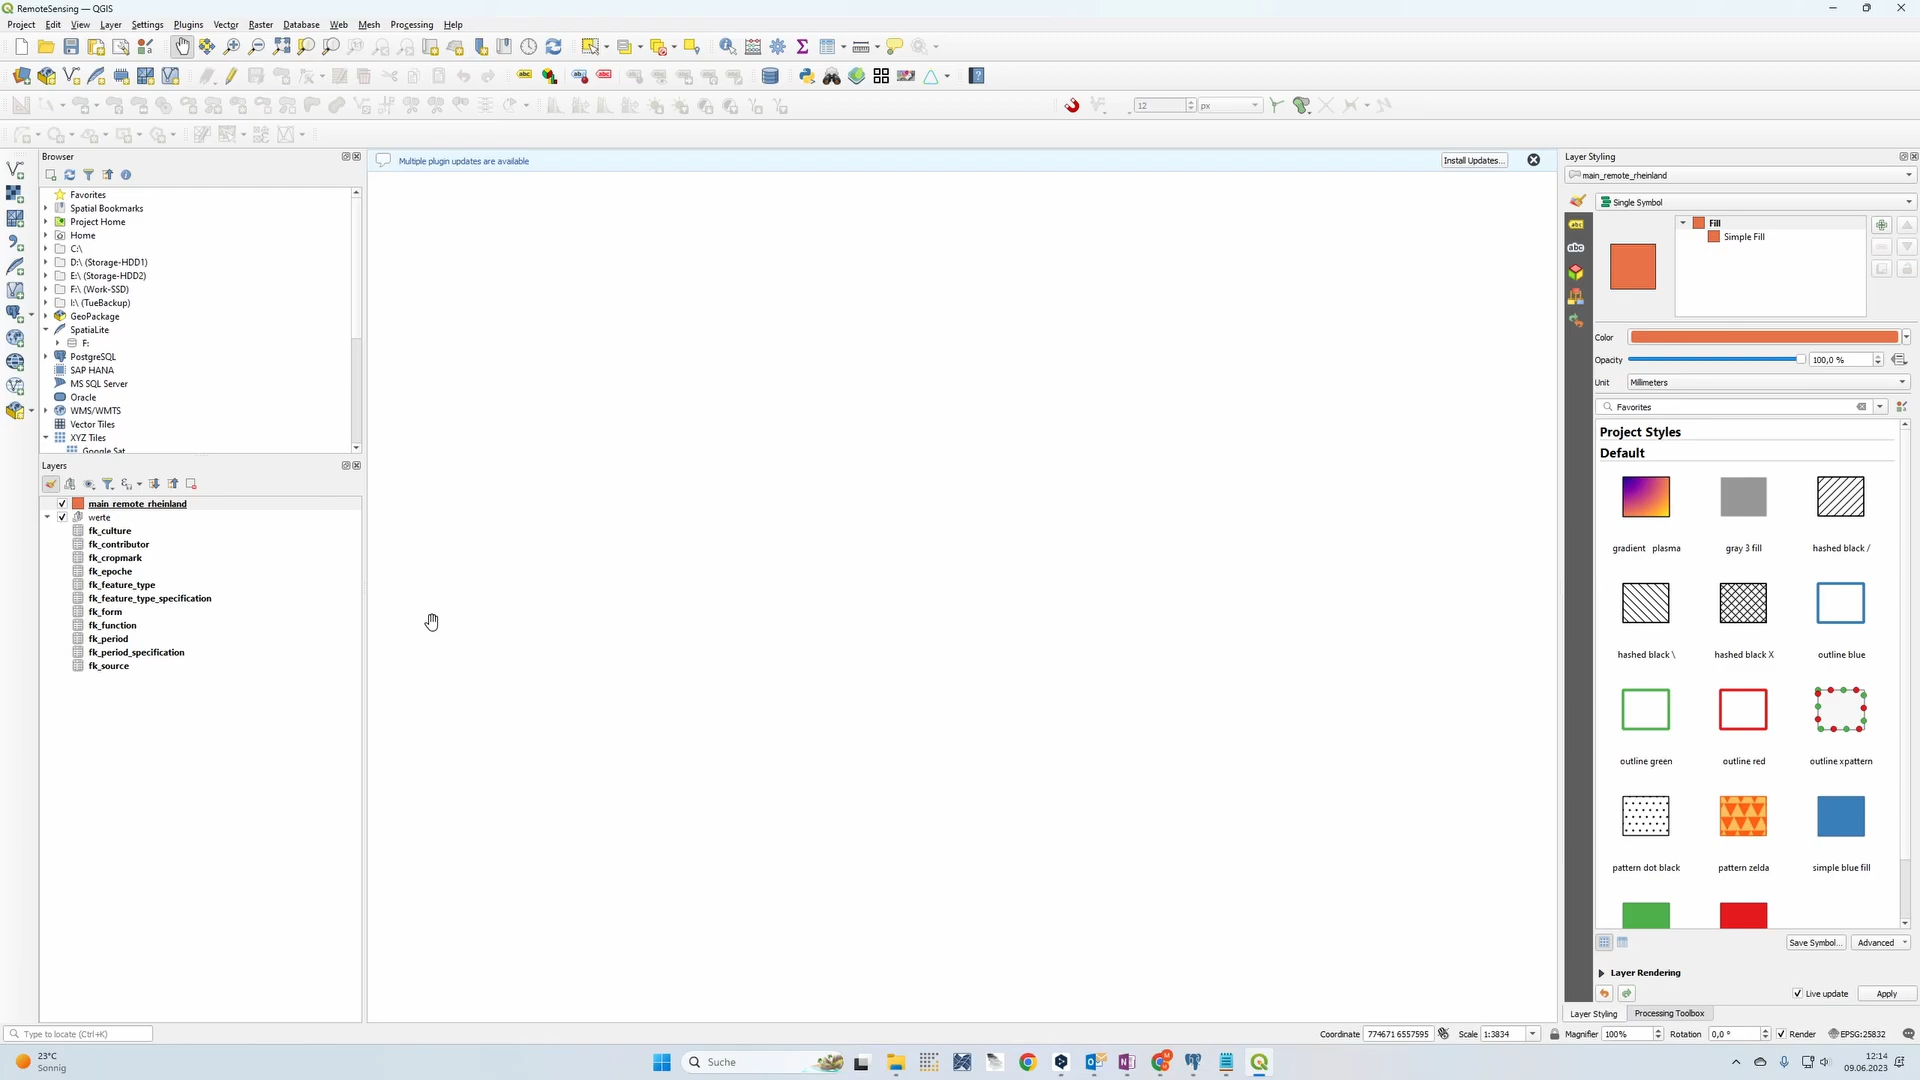 RemoteSensing — QGIS
Project Edit View Layer Settings Plugins Vector Raster Database Web Mesh Processing Help
12 px
Browser
Multiple plugin updates are available
Install Updates...
Favorites
Spatial Bookmarks
Project Home
Home
C:\
D:\ (Storage-HDD1)
E:\ (Storage-HDD2)
F:\ (Work-SSD)
I:\ (TueBackup)
GeoPackage
SpatiaLite
F:
PostgreSQL
SAP HANA
MS SQL Server
Oracle
WMS/WMTS
Vector Tiles
XYZ Tiles
Google Sat
Layers
main_remote_rheinland
werte
fk_culture
fk_contributor
fk_cropmark
fk_epoche
fk_feature_type
fk_feature_type_specification
fk_form
fk_function
fk_period
fk_period_specification
fk_source
Layer Styling
main_remote_rheinland
Single Symbol
Fill
Simple Fill
Color
Opacity 100,0 %
Unit Millimeters
Favorites
Project Styles
Default
gradient plasma gray 3 fill hashed black /
hashed black \ hashed black X outline blue
outline green outline red outline xpattern
pattern dot black pattern zelda simple blue fill
Save Symbol... Advanced
Layer Rendering
Live update Apply
Layer Styling Processing Toolbox
Type to locate (Ctrl+K) Coordinate 774671 6557595 Scale 1:3834 Magnifier 100% Rotation 0,0 ° Render EPSG:25832
23°C
Sonnig
Suche
12:14
09.06.2023